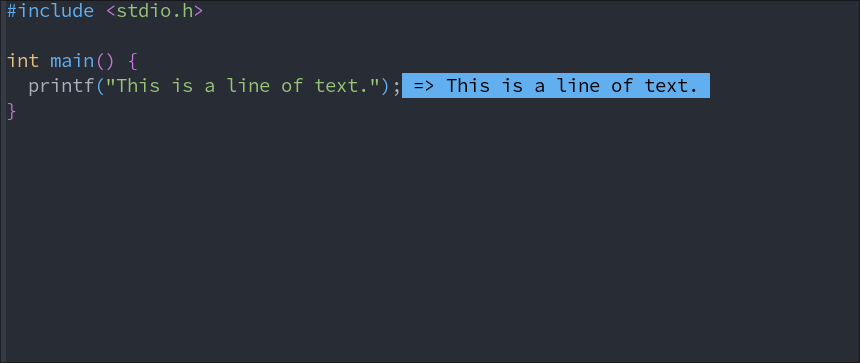 #include <stdio.h>
int main() {
  printf("This is a line of text."); => This is a line of text.
}